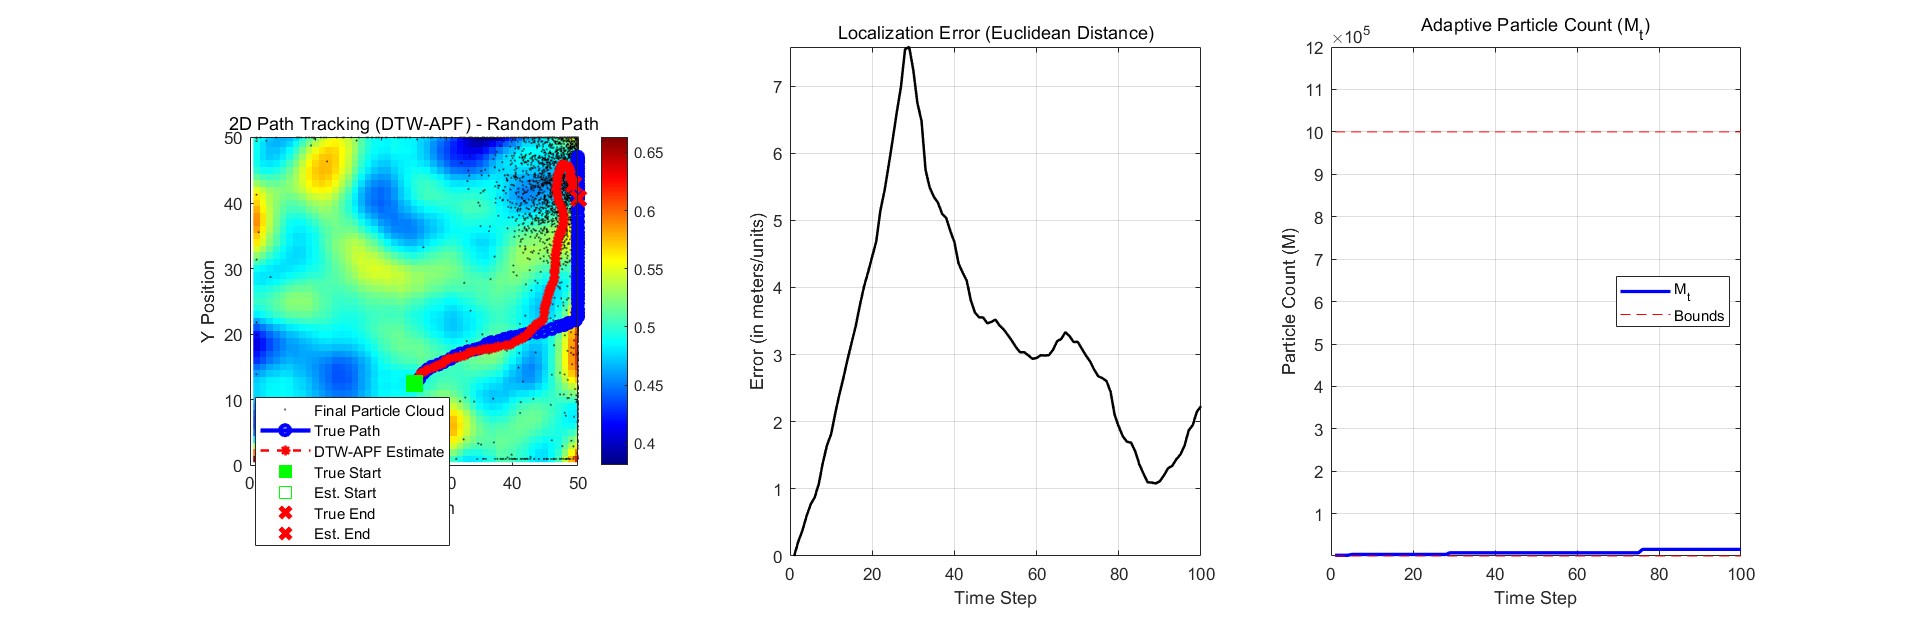 2D Path Tracking (DTW-APF) - Random Path
50
40
30
20
10
0
Y Position
0
0
40
50
n
0.65
0.6
0.55
0.5
0.45
0.4
Final Particle Cloud
True Path
DTW-APF Estimate
True Start
Est. Start
True End
Est. End
Localization Error (Euclidean Distance)
7
6
5
4
3
2
1
0
Error (in meters/units)
0 20 40 60 80 100
Time Step
Adaptive Particle Count (Mt)
×10^5
12
11
10
9
8
7
6
5
4
3
2
1
Particle Count (M)
Mt
Bounds
0 20 40 60 80 100
Time Step